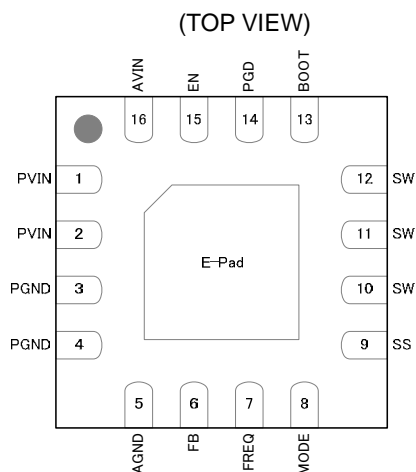 (TOP VIEW)
AVIN EN PGD BOOT
16 15 14 13
PVIN 1 12 SW
PVIN 2 11 SW
E-Pad
PGND 3 10 SW
PGND 4 9 SS
5 6 7 8
AGND FB FREQ MODE